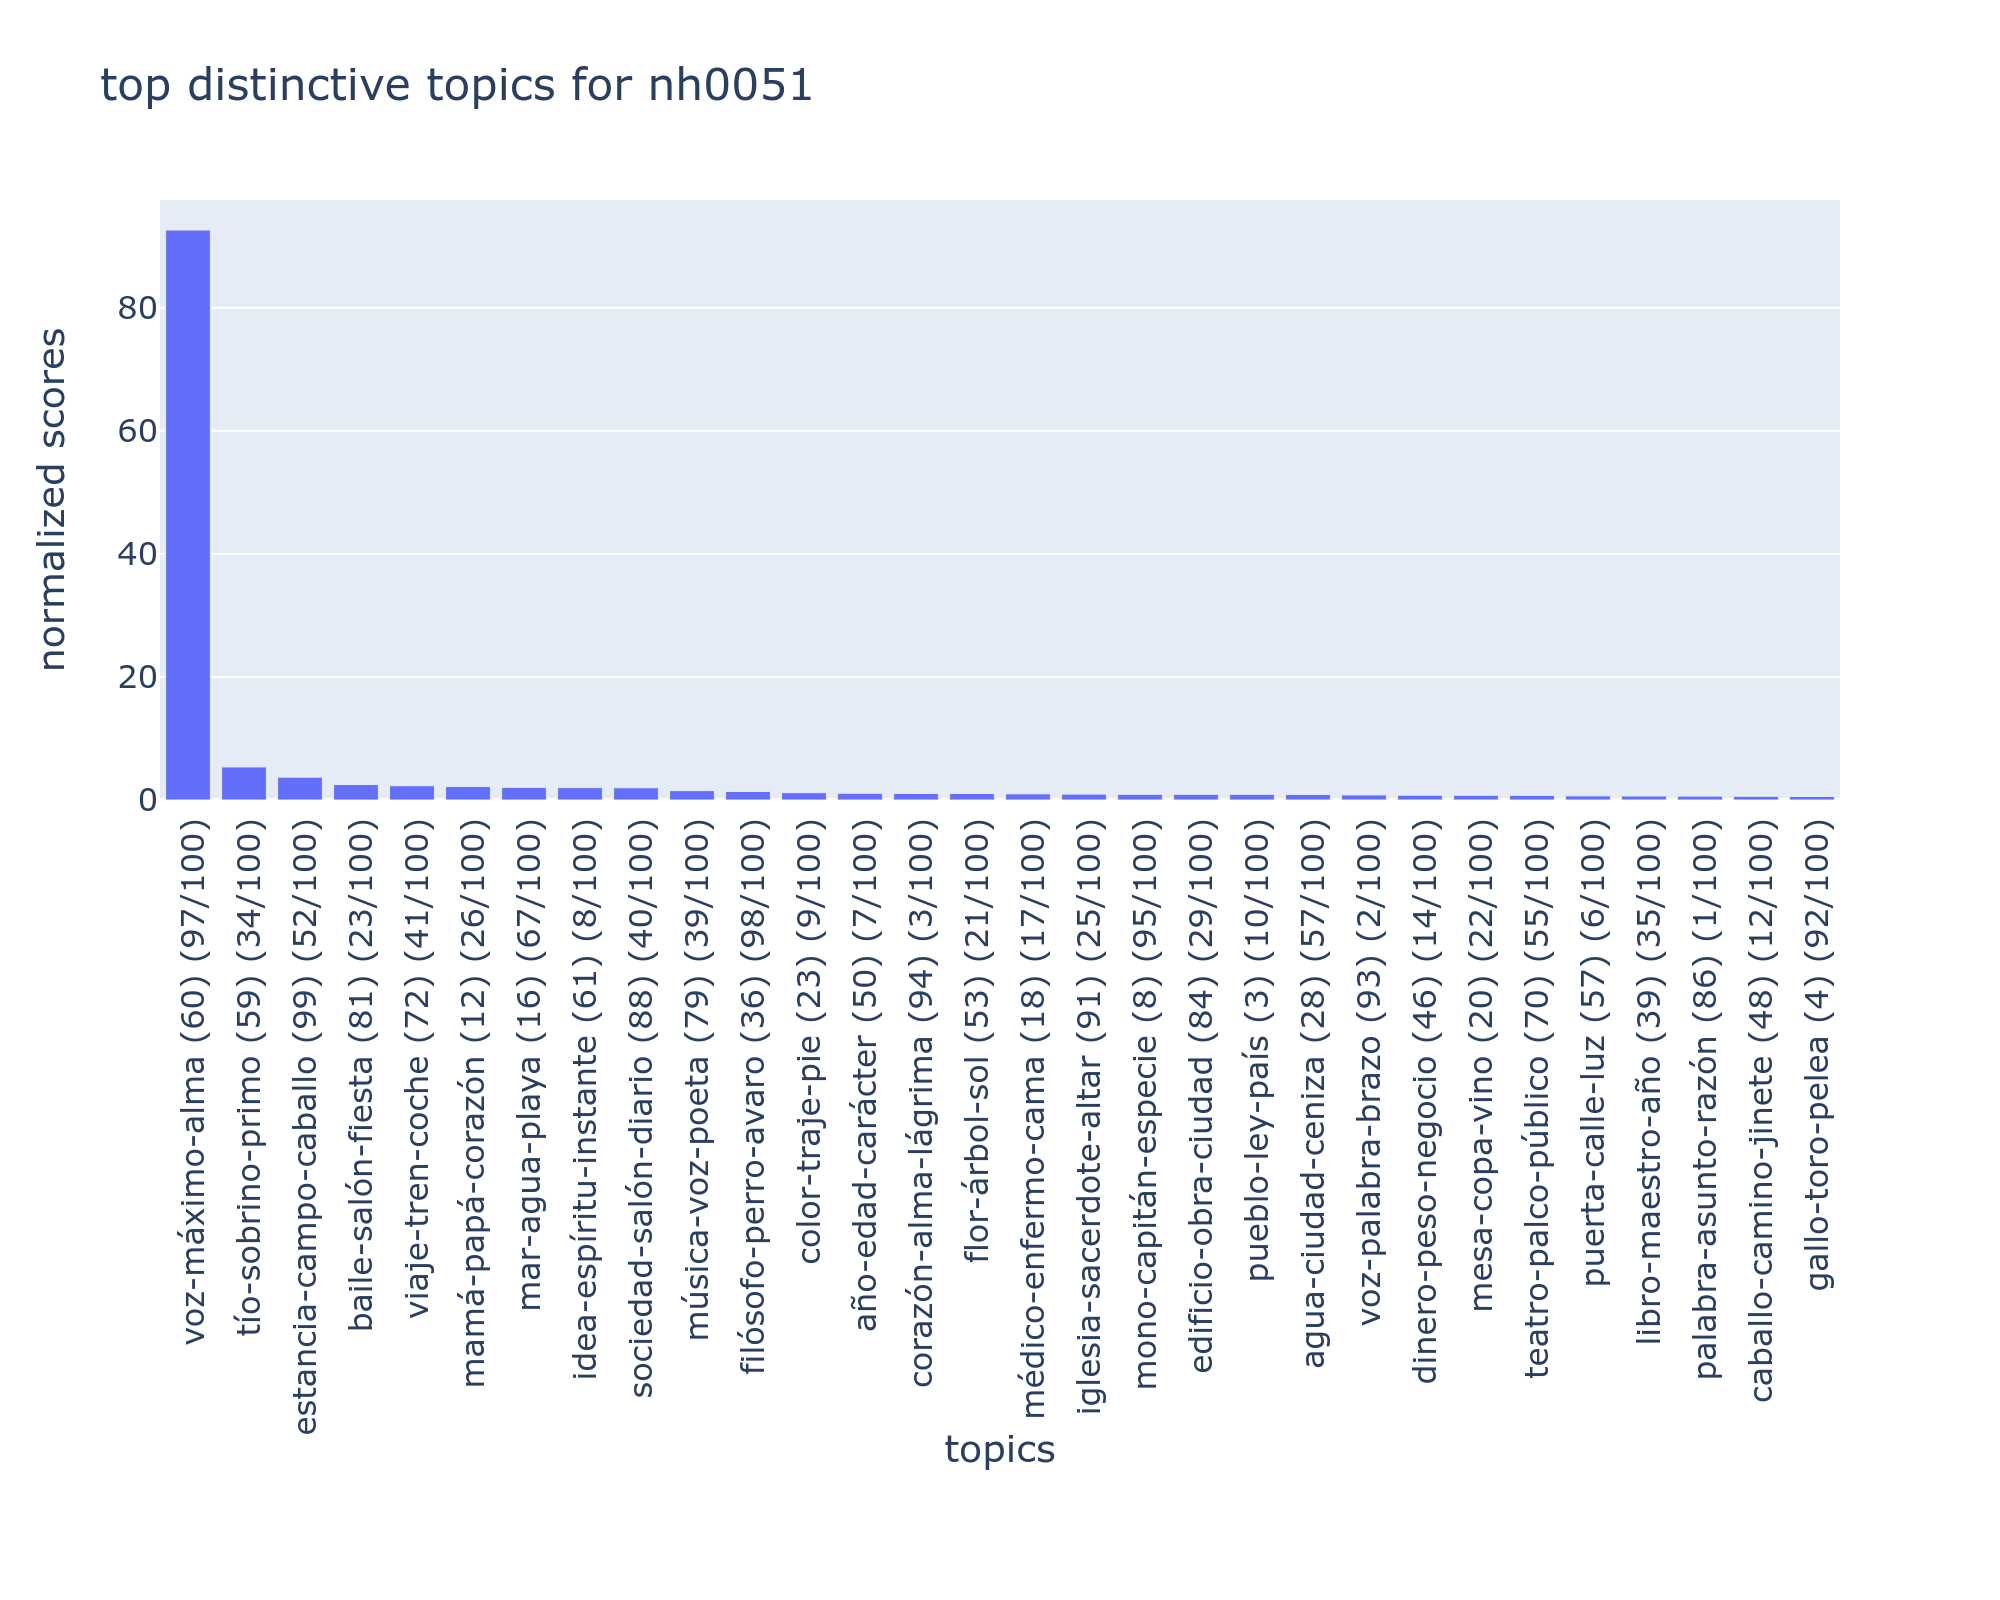 top distinctive topics for nh0051
normalized scores
80
60
40
20
0
voz-máximo-alma (60) (97/100)
tío-sobrino-primo (59) (34/100)
estancia-campo-caballo (99) (52/100)
baile-salón-fiesta (81) (23/100)
viaje-tren-coche (72) (41/100)
mamá-papá-corazón (12) (26/100)
mar-agua-playa (16) (67/100)
idea-espíritu-instante (61) (8/100)
sociedad-salón-diario (88) (40/100)
música-voz-poeta (79) (39/100)
filósofo-perro-avaro (36) (98/100)
color-traje-pie (23) (9/100)
año-edad-carácter (50) (7/100)
corazón-alma-lágrima (94) (3/100)
flor-árbol-sol (53) (21/100)
médico-enfermo-cama (18) (17/100)
iglesia-sacerdote-altar (91) (25/100)
mono-capitán-especie (8) (95/100)
edificio-obra-ciudad (84) (29/100)
pueblo-ley-país (3) (10/100)
agua-ciudad-ceniza (28) (57/100)
voz-palabra-brazo (93) (2/100)
dinero-peso-negocio (46) (14/100)
mesa-copa-vino (20) (22/100)
teatro-palco-público (70) (55/100)
puerta-calle-luz (57) (6/100)
libro-maestro-año (39) (35/100)
palabra-asunto-razón (86) (1/100)
caballo-camino-jinete (48) (12/100)
gallo-toro-pelea (4) (92/100)
topics